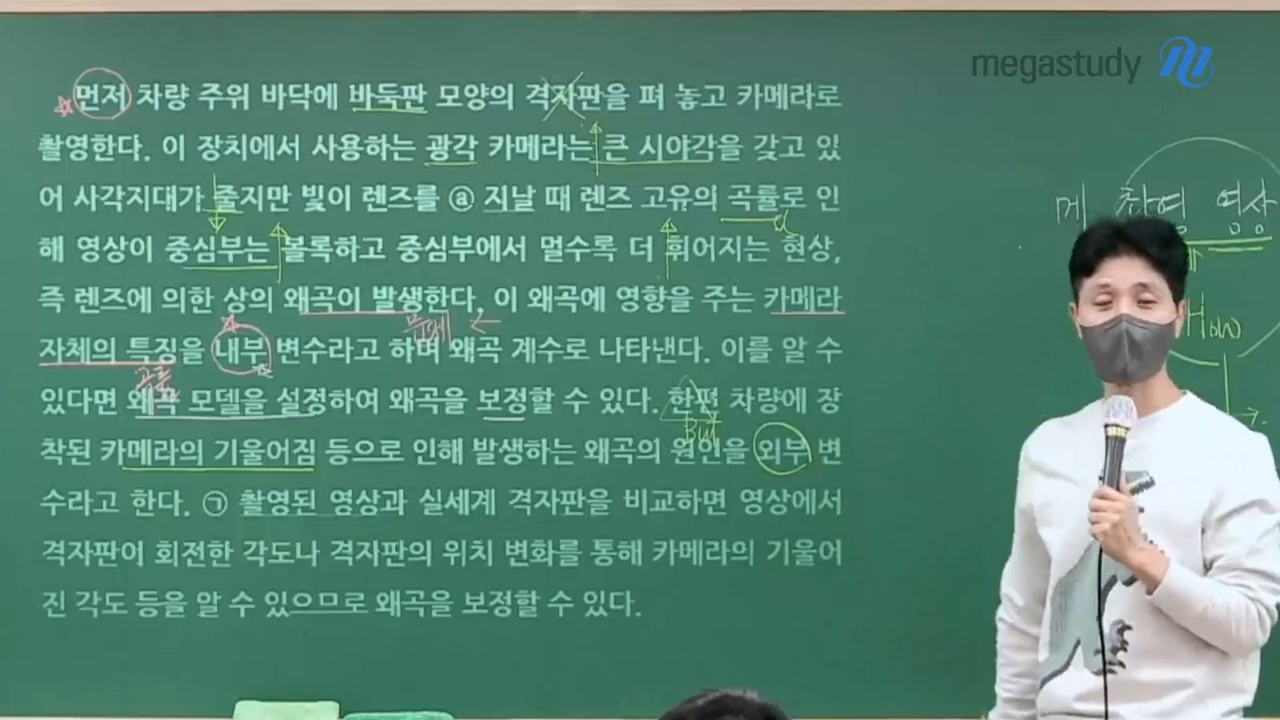 megastudy
먼저 차량 주위 바닥에 바둑판 모양의 격자판을 펴 놓고 카메라로
촬영한다. 이 장치에서 사용하는 광각 카메라는 큰 시야각을 갖고 있
어 사각지대가 줄지만 빛이 렌즈를 ⓐ 지날 때 렌즈 고유의 곡률로 인
해 영상이 중심부는 볼록하고 중심부에서 멀수록 더 휘어지는 현상,
즉 렌즈에 의한 상의 왜곡이 발생한다. 이 왜곡에 영향을 주는 카메라
문제
자체의 특징을 내부 변수라고 하며 왜곡 계수로 나타낸다. 이를 알 수
있다면 왜곡 모델을 설정하여 왜곡을 보정할 수 있다. 한편 차량에 장
But
착된 카메라의 기울어짐 등으로 인해 발생하는 왜곡의 원인을 외부 변
수라고 한다. ㉠ 촬영된 영상과 실세계 격자판을 비교하면 영상에서
격자판이 회전한 각도나 격자판의 위치 변화를 통해 카메라의 기울어
진 각도 등을 알 수 있으므로 왜곡을 보정할 수 있다.
영상